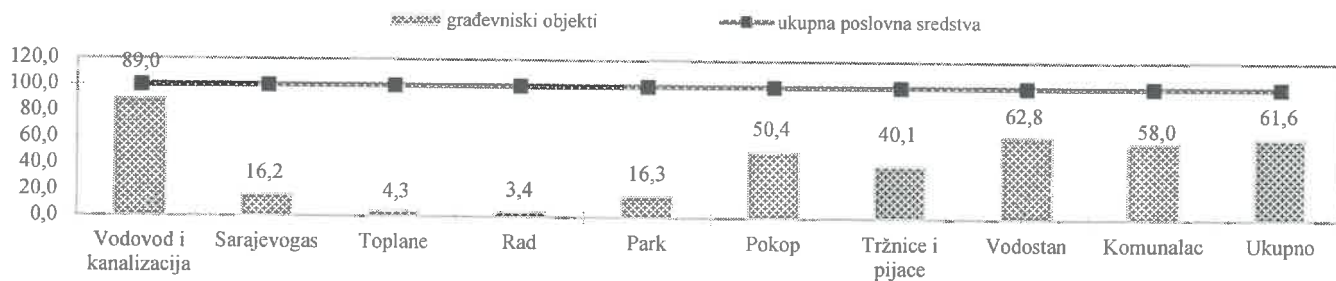 građevniski objekti ukupna poslovna sredstva
120,0
100,0
80,0
60,0
40,0
20,0
0,0
89,0
16,2
4,3
3,4
16,3
50,4
40,1
62,8
58,0
61,6
Vodovod i
kanalizacija
Sarajevogas
Toplane
Rad
Park
Pokop
Tržnice i
pijace
Vodostan
Komunalac
Ukupno